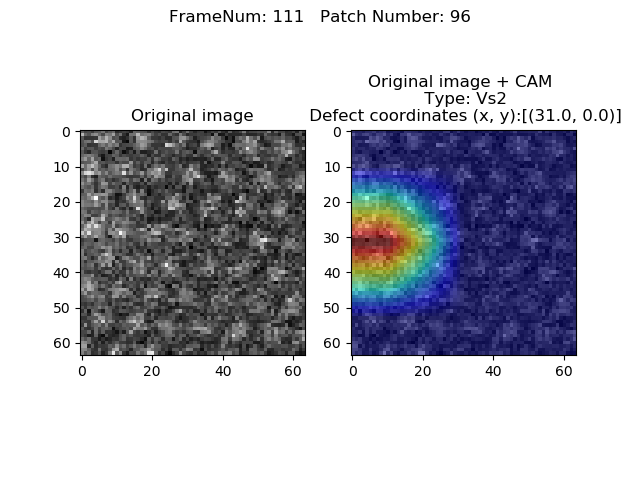 FrameNum: 111   Patch Number: 96
Original image
Original image + CAM
Type: Vs2
Defect coordinates (x, y):[(31.0, 0.0)]
0
10
20
30
40
50
60
0 20 40 60
0
10
20
30
40
50
60
0 20 40 60